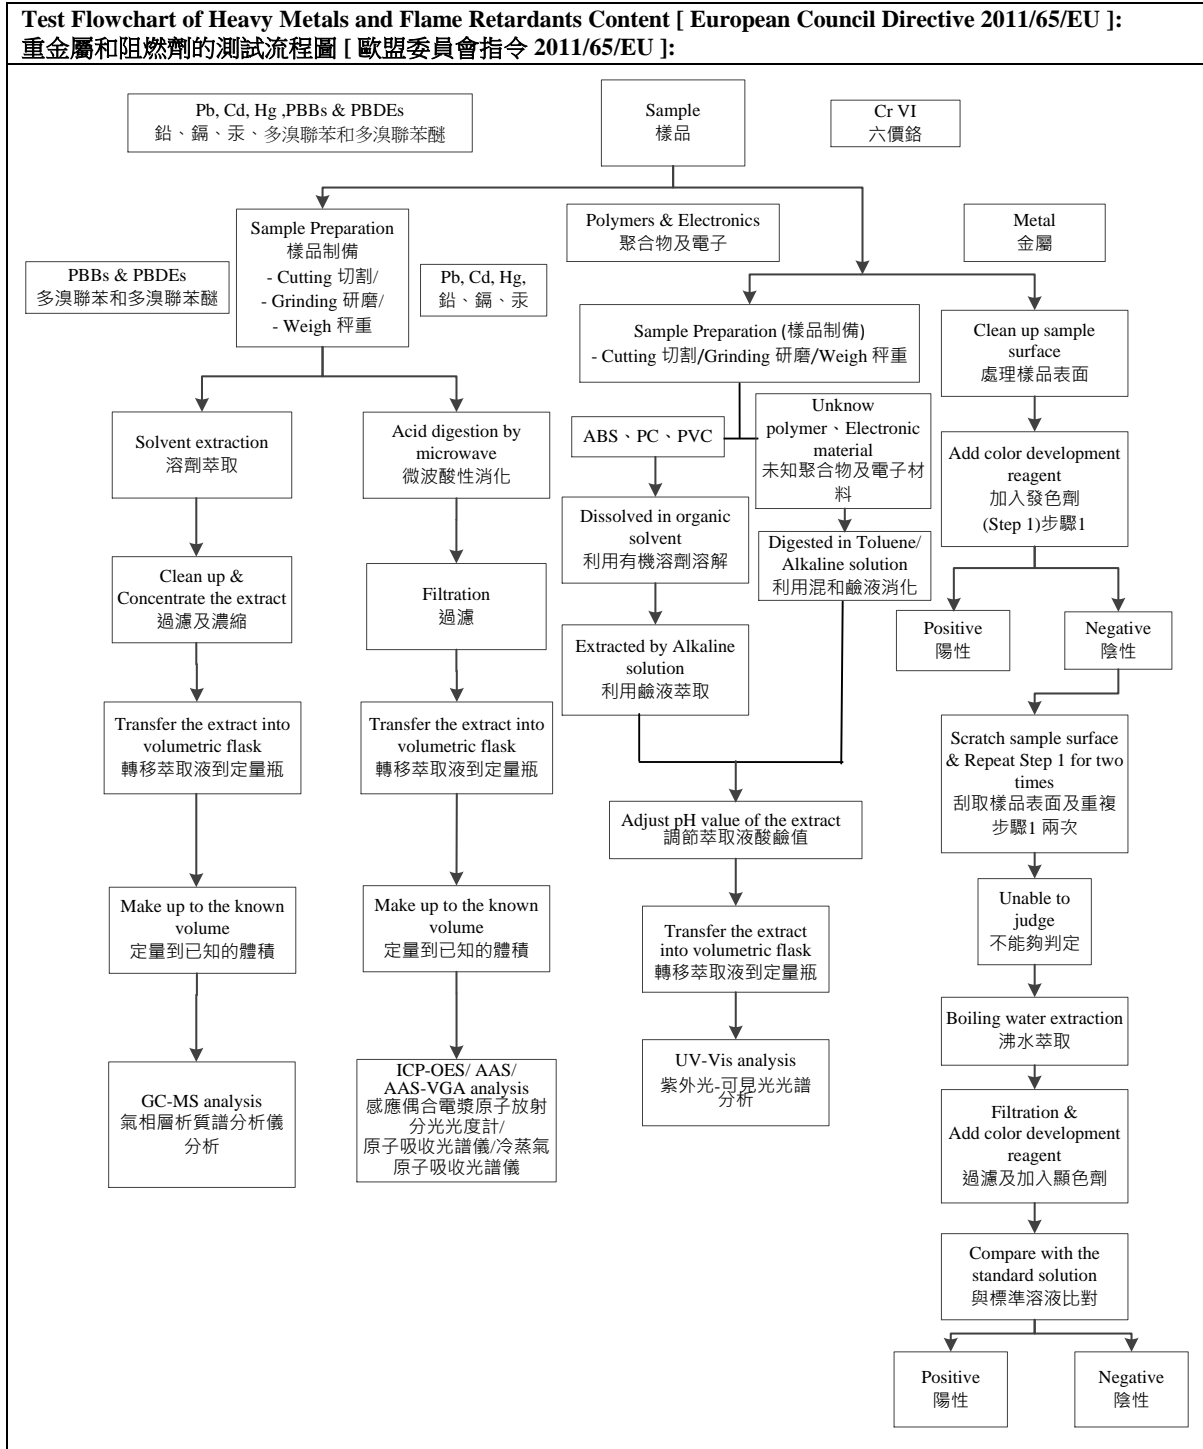 Test Flowchart of Heavy Metals and Flame Retardants Content [ European Council Directive 2011/65/EU ]:
重金屬和阻燃劑的測試流程圖 [ 歐盟委員會指令 2011/65/EU ]:
Pb, Cd, Hg ,PBBs & PBDEs
鉛、鎘、汞、多溴聯苯和多溴聯苯醚
Sample
樣品
Cr VI
六價鉻
Sample Preparation
樣品制備
- Cutting 切割/
- Grinding 研磨/
- Weigh 秤重
PBBs & PBDEs
多溴聯苯和多溴聯苯醚
Pb, Cd, Hg,
鉛、鎘、汞
Polymers & Electronics
聚合物及電子
Metal
金屬
Sample Preparation (樣品制備)
- Cutting 切割/Grinding 研磨/Weigh 秤重
Clean up sample
surface
處理樣品表面
Solvent extraction
溶劑萃取
Acid digestion by
microwave
微波酸性消化
ABS、PC、PVC
Unknow
polymer、Electronic
material
未知聚合物及電子材
料
Add color development
reagent
加入發色劑
(Step 1)步驟1
Dissolved in organic
solvent
利用有機溶劑溶解
Digested in Toluene/
Alkaline solution
利用混和鹼液消化
Clean up &
Concentrate the extract
過濾及濃縮
Filtration
過濾
Extracted by Alkaline
solution
利用鹼液萃取
Positive
陽性
Negative
陰性
Transfer the extract into
volumetric flask
轉移萃取液到定量瓶
Transfer the extract into
volumetric flask
轉移萃取液到定量瓶
Scratch sample surface
& Repeat Step 1 for two
times
刮取樣品表面及重複
步驟1 兩次
Adjust pH value of the extract
調節萃取液酸鹼值
Make up to the known
volume
定量到已知的體積
Make up to the known
volume
定量到已知的體積
Transfer the extract
into volumetric flask
轉移萃取液到定量瓶
Unable to
judge
不能夠判定
Boiling water extraction
沸水萃取
GC-MS analysis
氣相層析質譜分析儀
分析
ICP-OES/ AAS/
AAS-VGA analysis
感應偶合電漿原子放射
分光光度計/
原子吸收光譜儀/冷蒸氣
原子吸收光譜儀
UV-Vis analysis
紫外光-可見光光譜
分析
Filtration &
Add color development
reagent
過濾及加入顯色劑
Compare with the
standard solution
與標準溶液比對
Positive
陽性
Negative
陰性